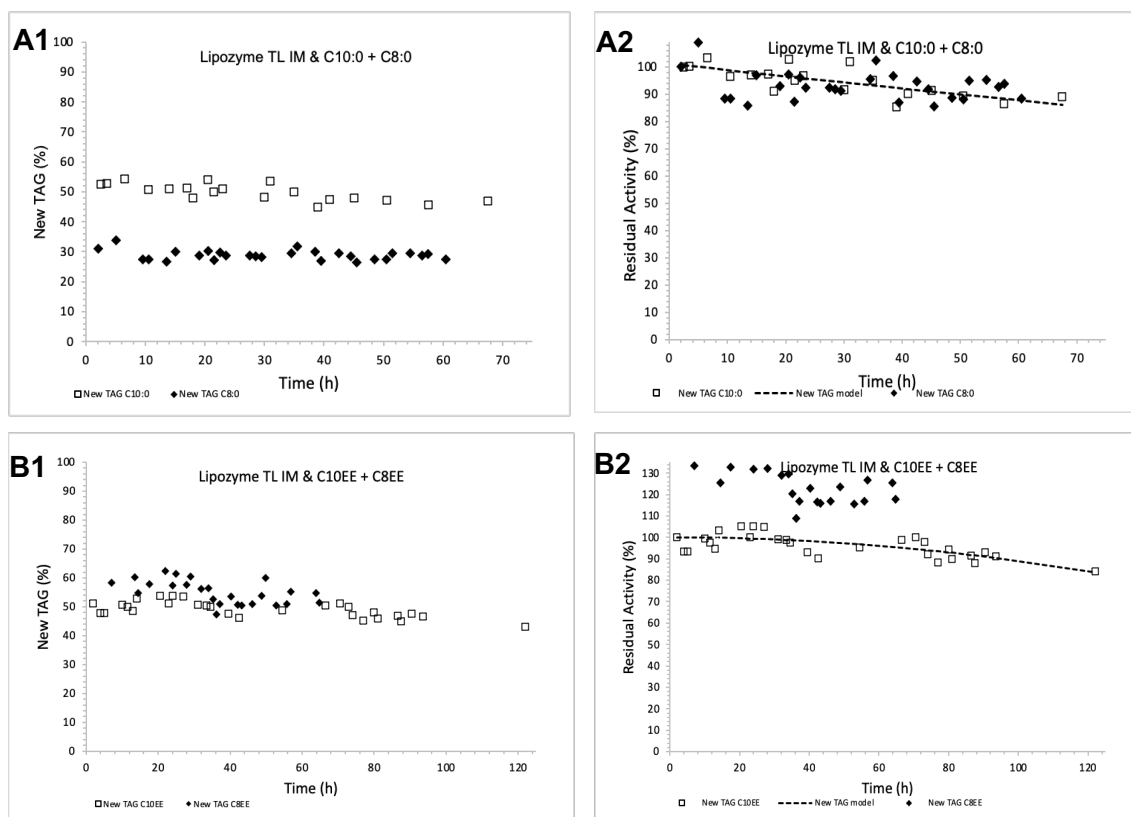 A1
Lipozyme TL IM & C10:0 + C8:0
New TAG (%)
100
90
80
70
60
50
40
30
20
10
0
0 10 20 30 40 50 60 70
Time (h)
New TAG C10:0 New TAG C8:0
A2
Lipozyme TL IM & C10:0 + C8:0
Residual Activity (%)
100
90
80
70
60
50
40
30
20
10
0
0 10 20 30 40 50 60 70
Time (h)
New TAG C10:0 New TAG model New TAG C8:0
B1
Lipozyme TL IM & C10EE + C8EE
New TAG (%)
100
90
80
70
60
50
40
30
20
10
0
0 20 40 60 80 100 120
Time (h)
New TAG C10EE New TAG C8EE
B2
Lipozyme TL IM & C10EE + C8EE
Residual Activity (%)
130
120
110
100
90
80
70
60
50
40
30
20
10
0
0 20 40 60 80 100 120
Time (h)
New TAG C10EE New TAG model New TAG C8EE